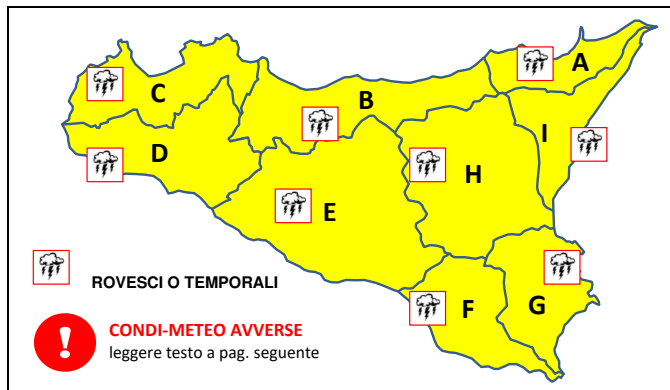 A
C
B
I
D
H
E
ROVESCI O TEMPORALI
F
G
!
CONDI-METEO AVVERSE
leggere testo a pag. seguente